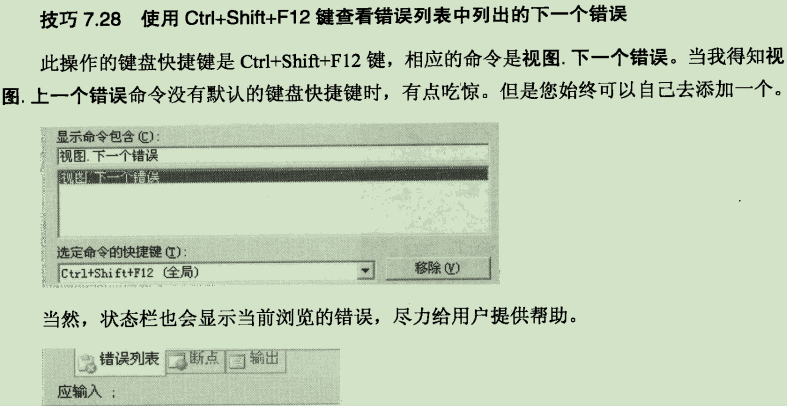 技巧 7.28 使用 Ctrl+Shift+F12 键查看错误列表中列出的下一个错误
此操作的键盘快捷键是 Ctrl+Shift+F12 键，相应的命令是视图. 下一个错误。当我得知视
图. 上一个错误命令没有默认的键盘快捷键时，有点吃惊。但是您始终可以自己去添加一个。
显示命令包含(C):
视图.下一个错误
视图.下一个错误
选定命令的快捷键(T):
Ctrl+Shift+F12 (全局) 移除(V)
当然，状态栏也会显示当前浏览的错误，尽力给用户提供帮助。
错误列表 断点 输出
应输入 ;